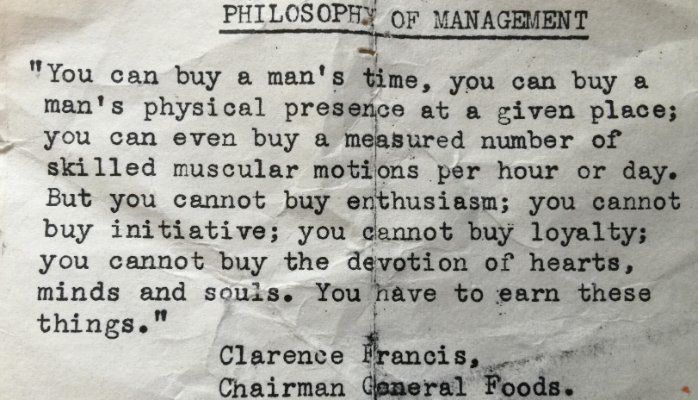 PHILOSOPHY OF MANAGEMENT
"You can buy a man's time, you can buy a
man's physical presence at a given place;
you can even buy a measured number of
skilled muscular motions per hour or day.
But you cannot buy enthusiasm; you cannot
buy initiative; you cannot buy loyalty;
you cannot buy the devotion of hearts,
minds and souls. You have to earn these
things."
Clarence Francis,
Chairman General Foods.